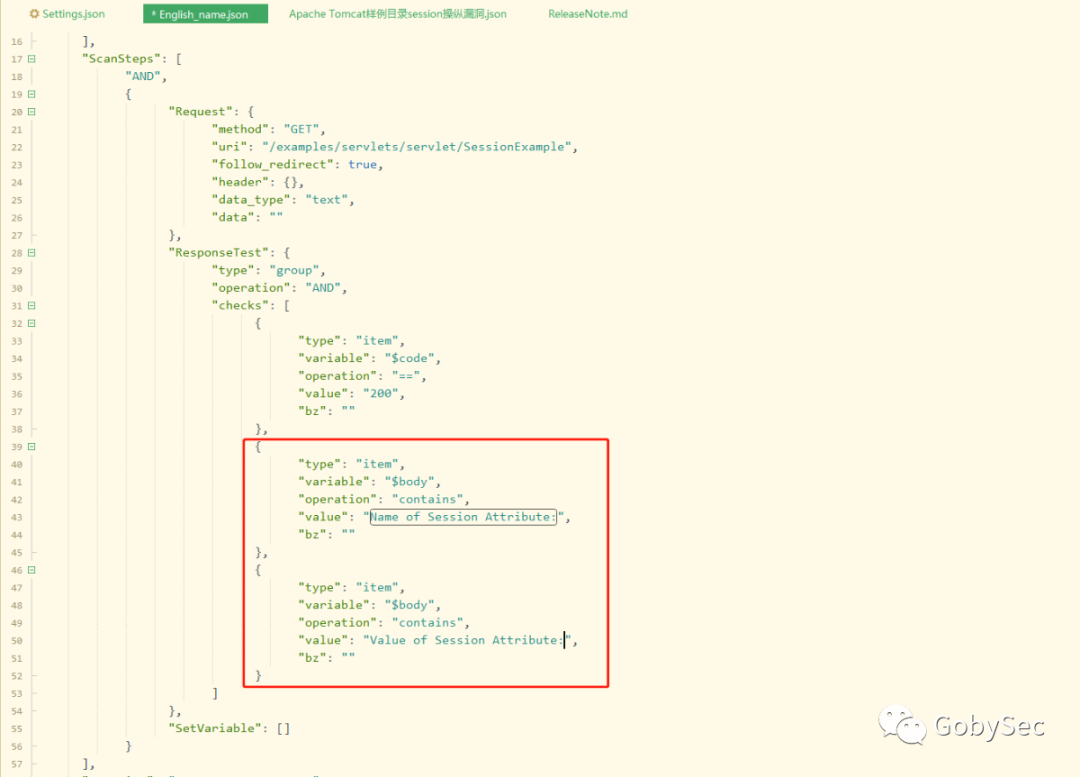 Settings.json * English_name.json Apache Tomcat样例目录session操纵漏洞.json ReleaseNote.md
16 ],
17 "ScanSteps": [
18 "AND",
19 {
20 "Request": {
21 "method": "GET",
22 "uri": "/examples/servlets/servlet/SessionExample",
23 "follow_redirect": true,
24 "header": {},
25 "data_type": "text",
26 "data": ""
27 },
28 "ResponseTest": {
29 "type": "group",
30 "operation": "AND",
31 "checks": [
32 {
33 "type": "item",
34 "variable": "$code",
35 "operation": "==",
36 "value": "200",
37 "bz": ""
38 },
39 {
40 "type": "item",
41 "variable": "$body",
42 "operation": "contains",
43 "value": "Name of Session Attribute:",
44 "bz": ""
45 },
46 {
47 "type": "item",
48 "variable": "$body",
49 "operation": "contains",
50 "value": "Value of Session Attribute:",
51 "bz": ""
52 }
53 ]
54 },
55 "SetVariable": []
56 }
57 ],
GobySec